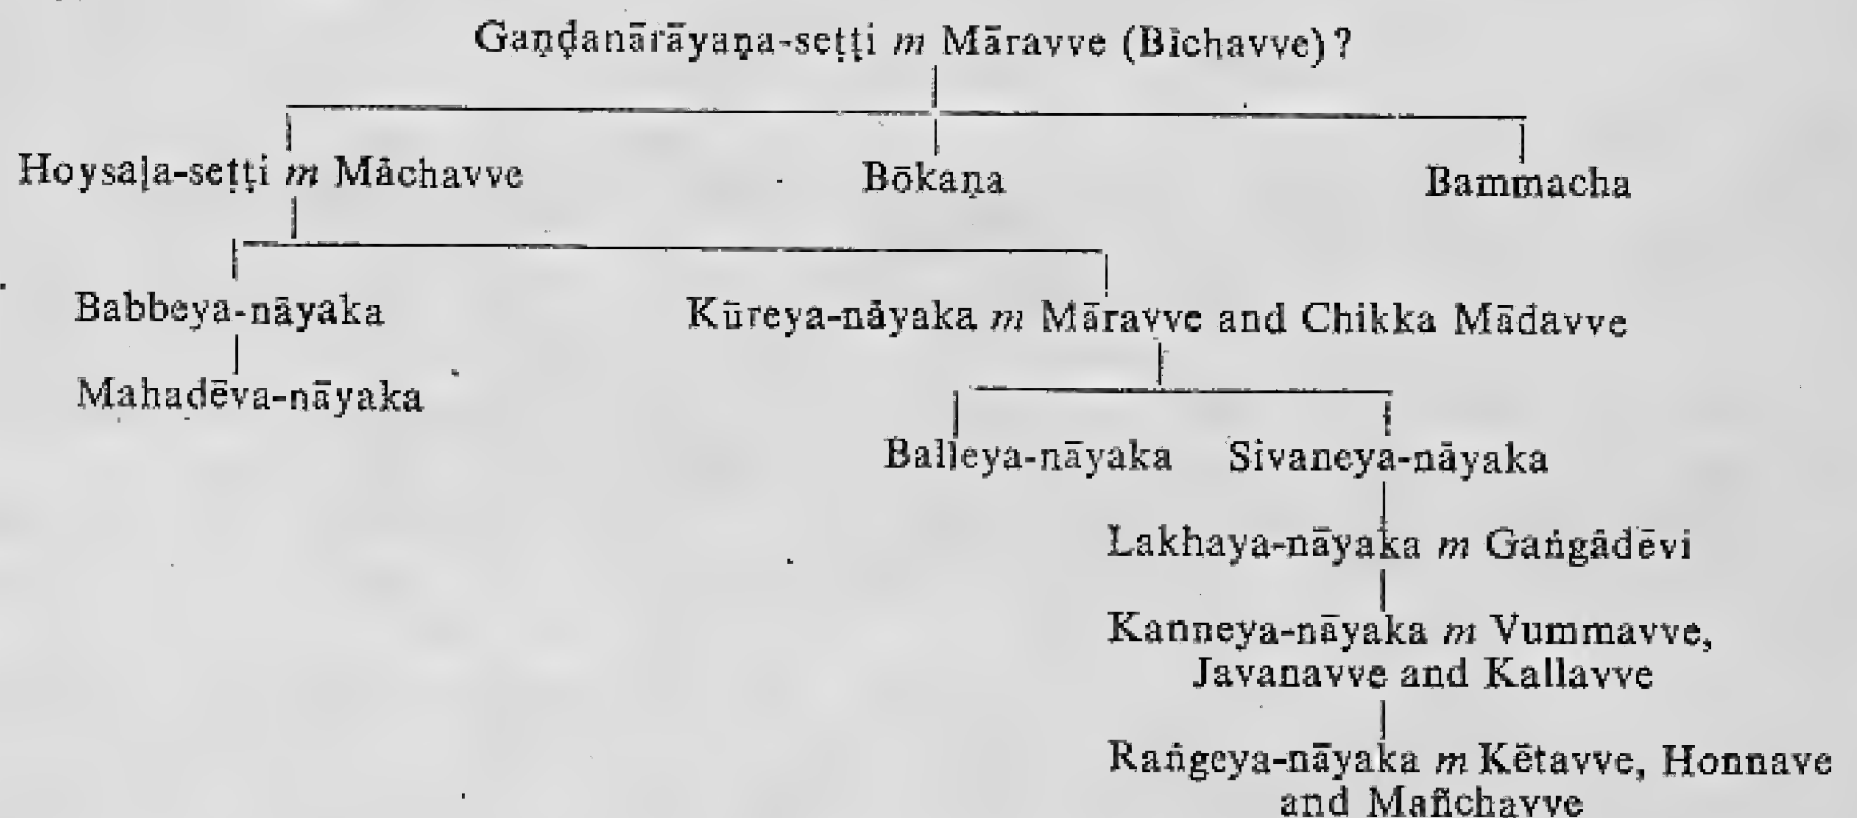 Gaṇḍanārāyaṇa-seṭṭi m Māravve (Bīchavve)?
Hoysaḷa-seṭṭi m Māchavve Bōkaṇa Bammacha
Babbeya-nāyaka Kūreya-nāyaka m Māravve and Chikka Mādavve
Mahadēva-nāyaka
Balleya-nāyaka Sivaneya-nāyaka
Lakhaya-nāyaka m Gaṅgādēvi
Kanneya-nāyaka m Vummavve,
Javanavve and Kallavve
Raṅgeya-nāyaka m Kētavve, Honnave
and Mañchavve